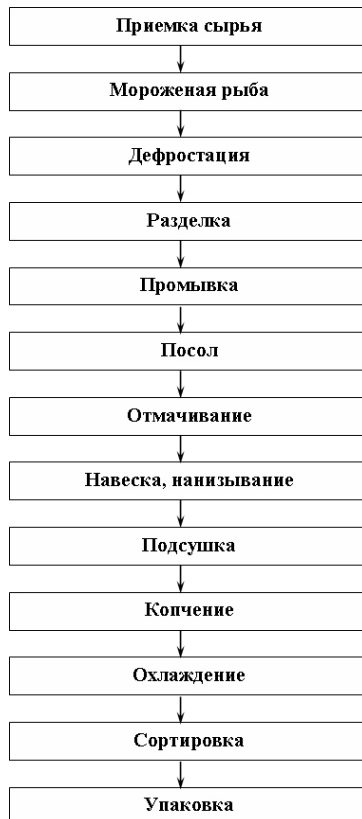 Приемка сырья
Мороженая рыба
Дефростация
Разделка
Промывка
Посол
Отмачивание
Навеска, нанизывание
Подсушка
Копчение
Охлаждение
Сортировка
Упаковка